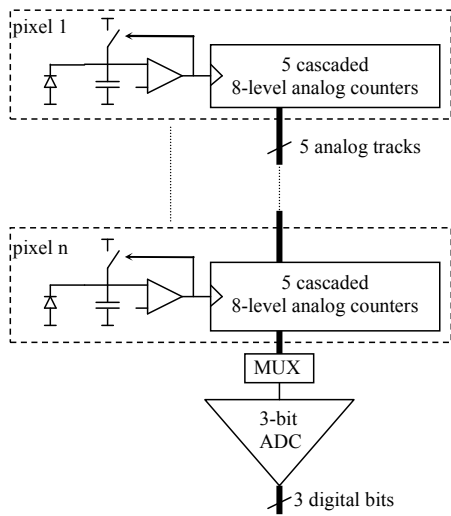 pixel 1
5 cascaded
8-level analog counters
5 analog tracks
pixel n
5 cascaded
8-level analog counters
MUX
3-bit
ADC
3 digital bits